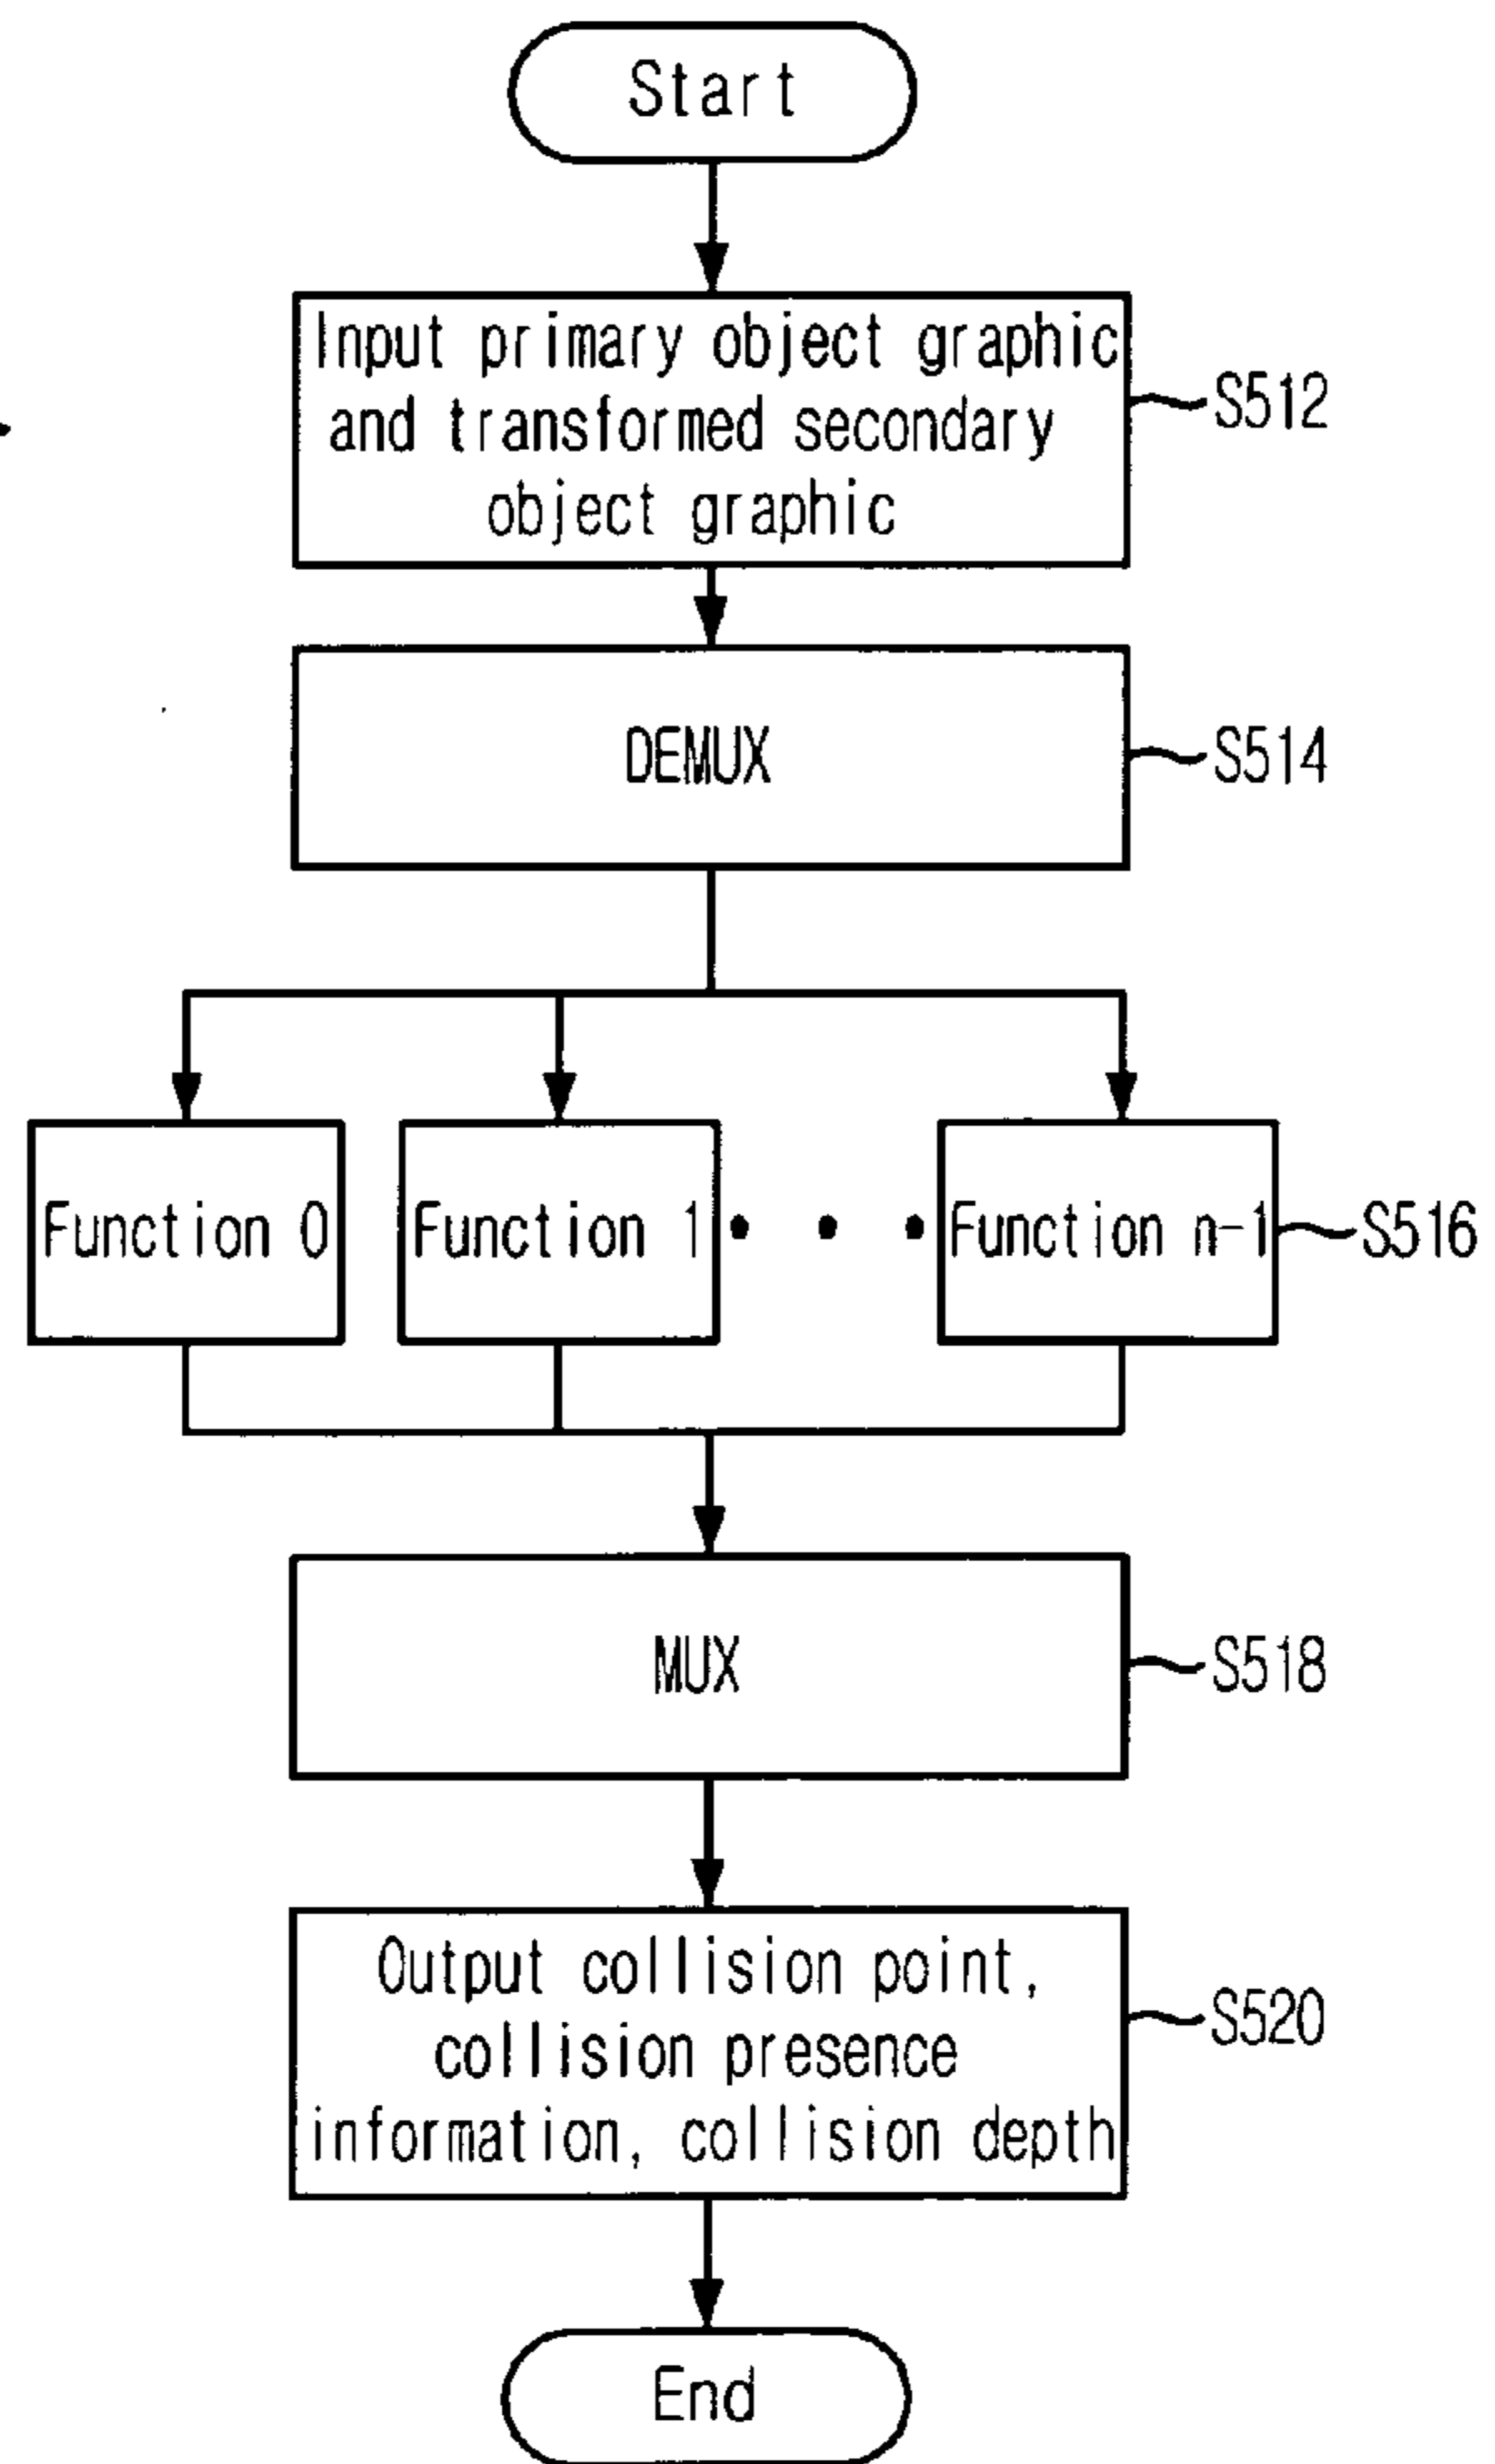 Start
Input primary object graphic
and transformed secondary
object graphic
S512
DEMUX
S514
Function 0
Function 1
Function n-1
S516
MUX
S518
Output collision point,
collision presence
information, collision depth
S520
End